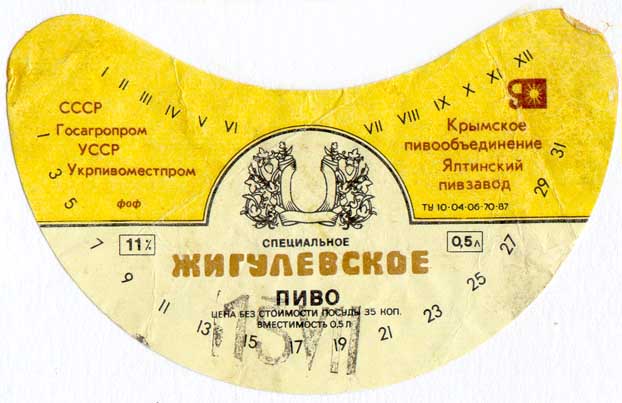 I II III IV V VI VII VIII IX X XI XII
СССР
Госагропром
УССР
Укрпивоместпром
фоф
Крымское
пивообъединение
Ялтинский
пивзавод
ТУ 10-04-06-70-87
11%
0,5л
СПЕЦИАЛЬНОЕ
ЖИГУЛЕВСКОЕ
ПИВО
ЦЕНА БЕЗ СТОИМОСТИ ПОСУДЫ 35 КОП.
ВМЕСТИМОСТЬ 0,5 Л
1 3 5 7 9 11 13 15 17 19 21 23 25 27 29 31